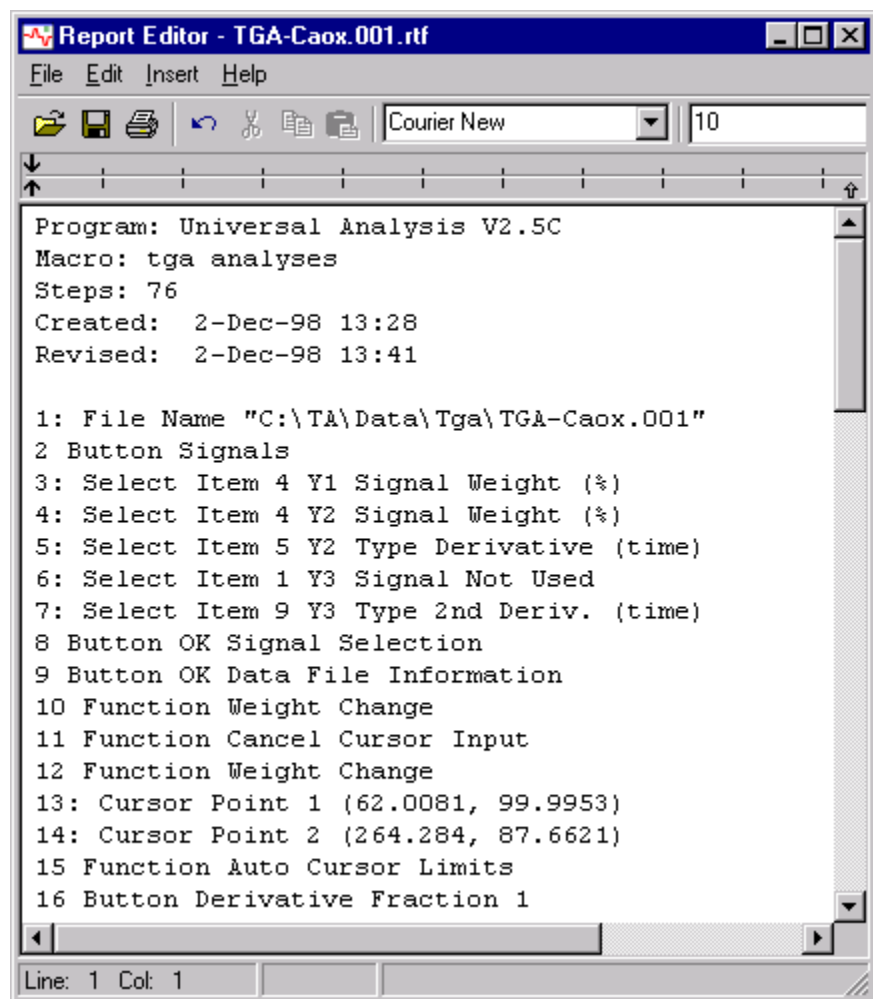 Report Editor - TGA-Caox.001.rtf
File Edit Insert Help
Courier New 10
Program: Universal Analysis V2.5C
Macro: tga analyses
Steps: 76
Created:  2-Dec-98 13:28
Revised:  2-Dec-98 13:41
1: File Name "C:\TA\Data\Tga\TGA-Caox.001"
2 Button Signals
3: Select Item 4 Y1 Signal Weight (%)
4: Select Item 4 Y2 Signal Weight (%)
5: Select Item 5 Y2 Type Derivative (time)
6: Select Item 1 Y3 Signal Not Used
7: Select Item 9 Y3 Type 2nd Deriv. (time)
8 Button OK Signal Selection
9 Button OK Data File Information
10 Function Weight Change
11 Function Cancel Cursor Input
12 Function Weight Change
13: Cursor Point 1 (62.0081, 99.9953)
14: Cursor Point 2 (264.284, 87.6621)
15 Function Auto Cursor Limits
16 Button Derivative Fraction 1
Line: 1 Col: 1